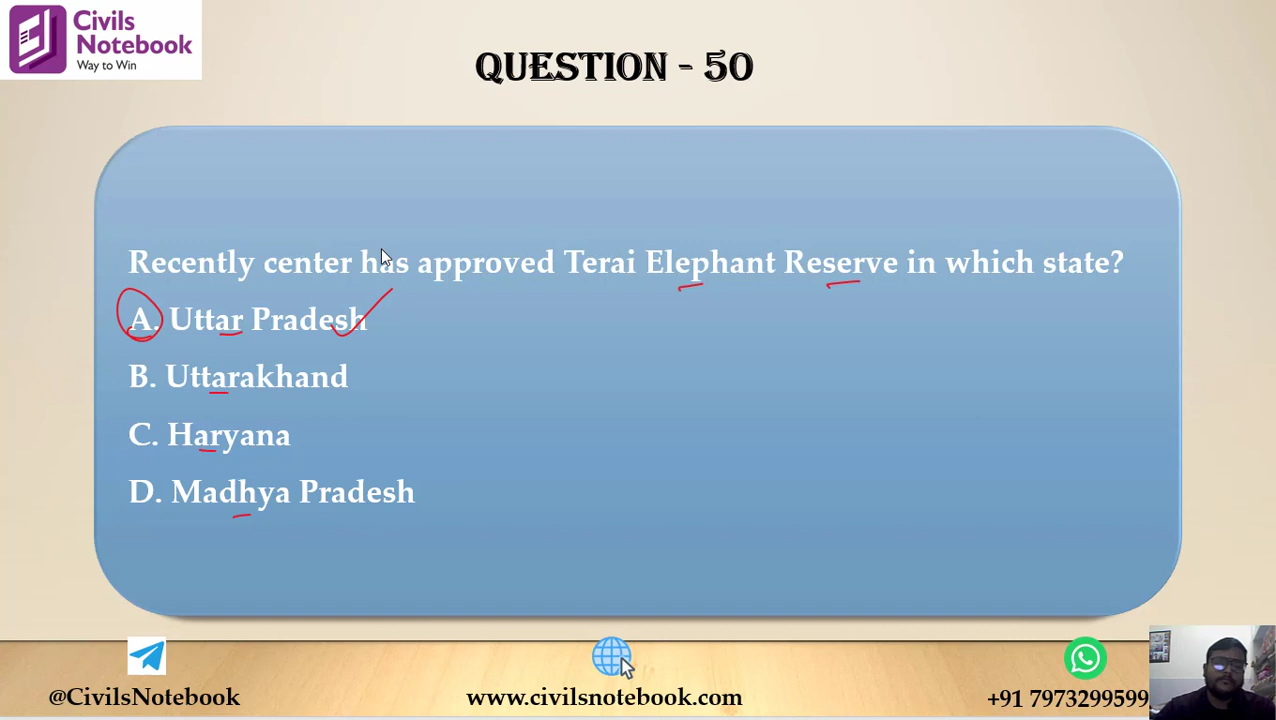 Civils
Notebook
Way to Win
QUESTION - 50
Recently center has approved Terai Elephant Reserve in which state?
A. Uttar Pradesh
B. Uttarakhand
C. Haryana
D. Madhya Pradesh
@CivilsNotebook
www.civilsnotebook.com
+91 7973299599